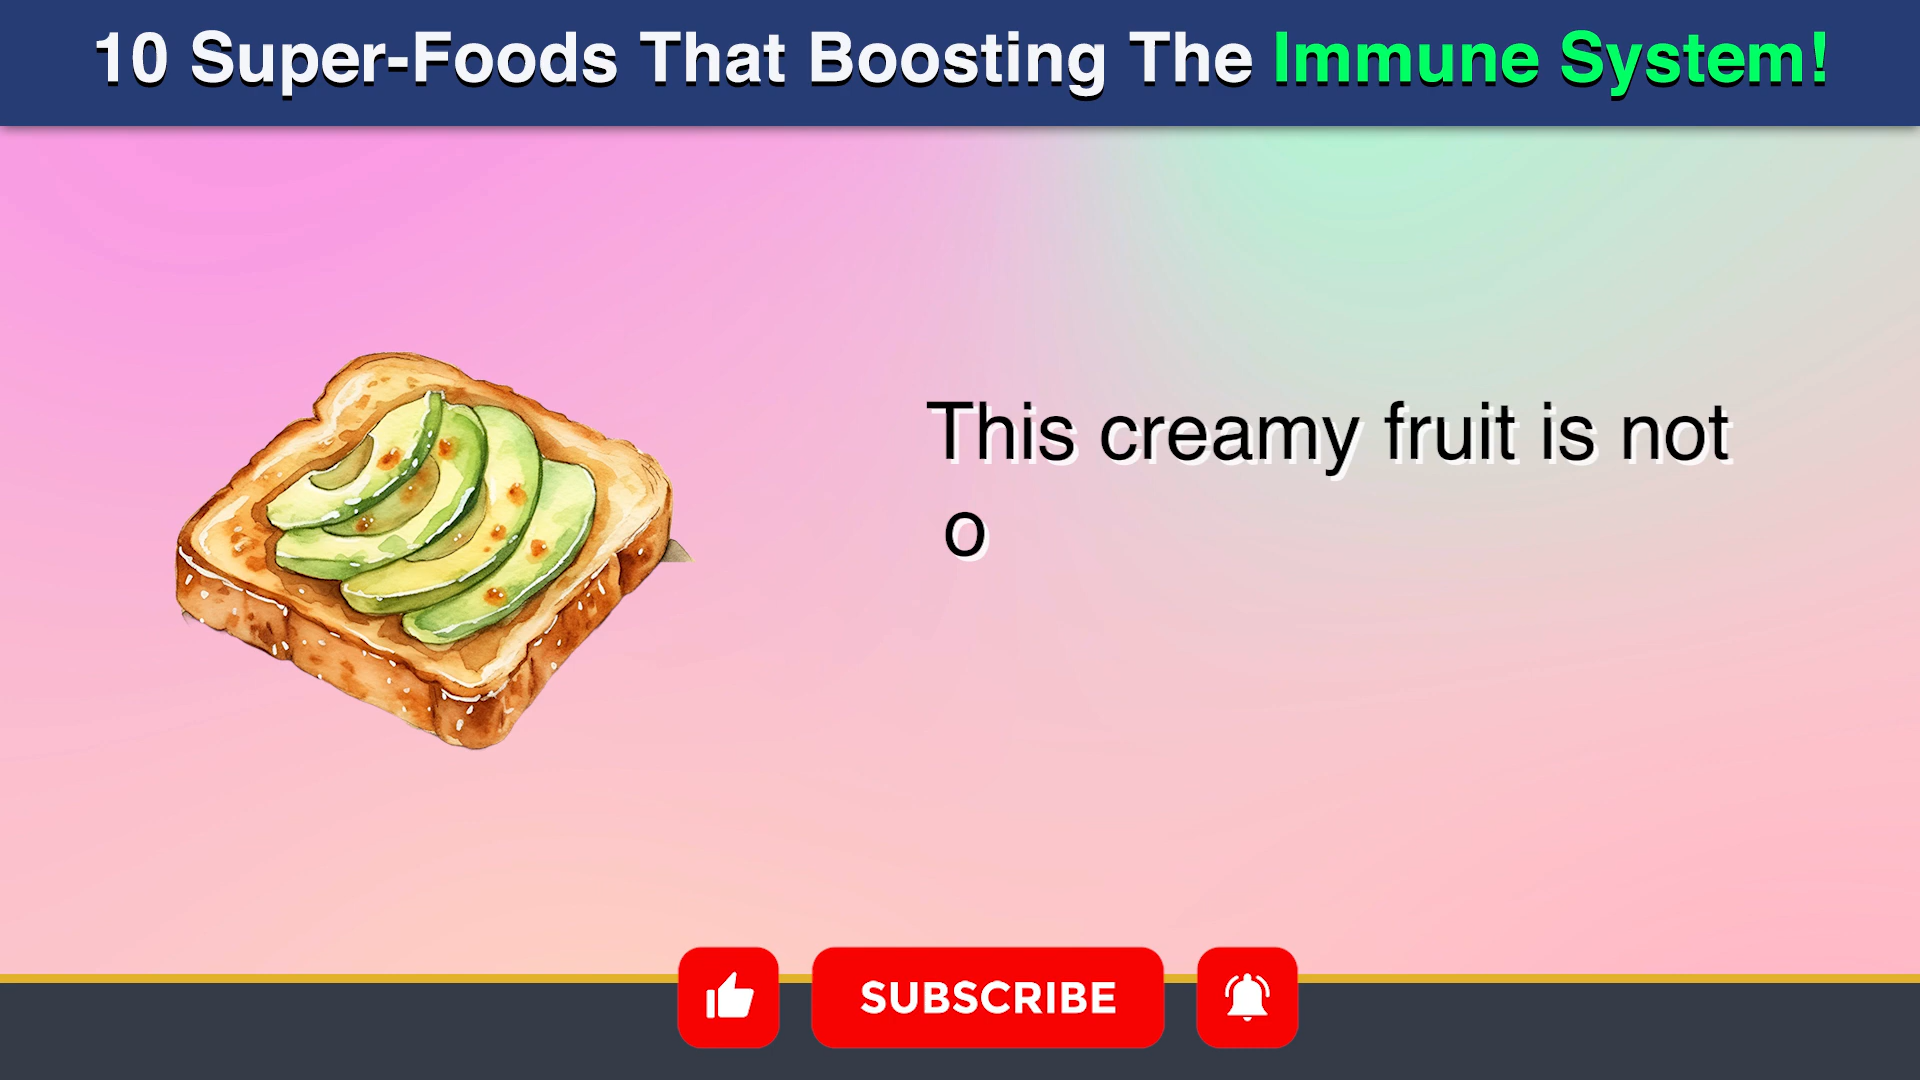 10 Super-Foods That Boosting The Immune System!
This creamy fruit is not
o
SUBSCRIBE